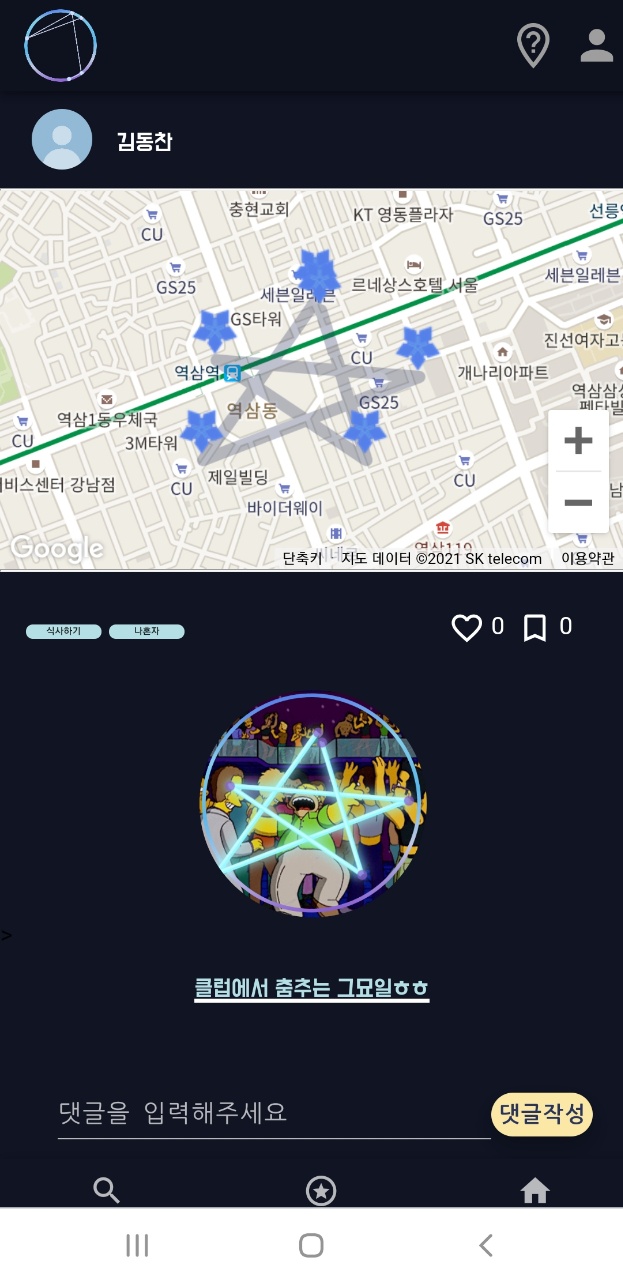 김동찬
충현교회
KT 영동플라자
GS25
선릉
CU
GS25
세븐일레븐
르네상스호텔 서울
세븐일레븐
GS타워
CU
진선여자고
역삼역
개나리아파트
GS25
역삼동
역삼1동우체국
3M타워
CU
CU
제일빌딩
CU
비스센터 강남점
바이더웨이
역삼119
Google
단축키
지도 데이터 ©2021 SK telecom
이용약관
식사하기
나혼자
0
0
>
클럽에서 춤추는 그묘일ㅎㅎ
댓글을 입력해주세요
댓글작성